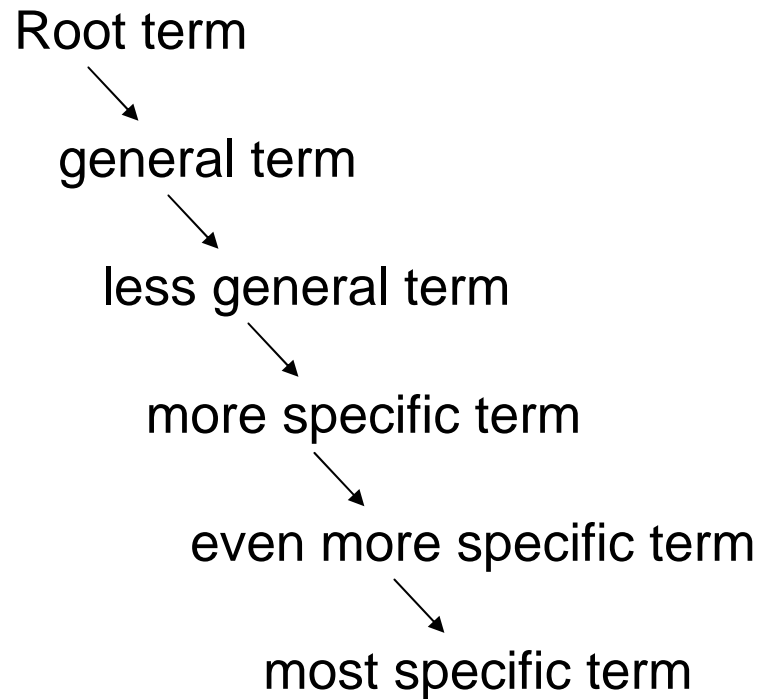 Root term
general term
less general term
more specific term
even more specific term
most specific term